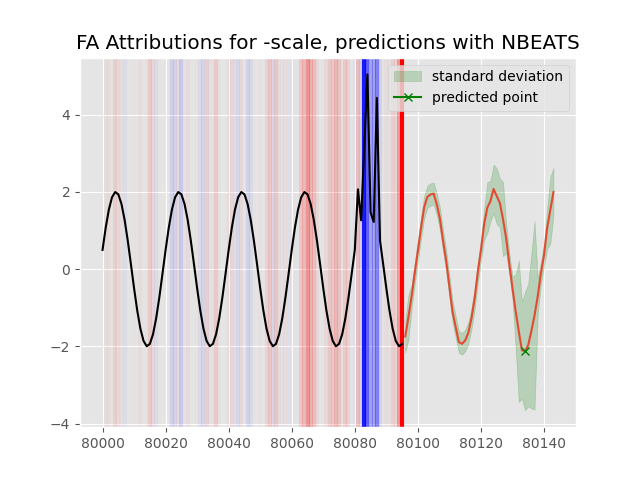 FA Attributions for -scale, predictions with NBEATS
standard deviation
predicted point
4
2
0
−2
−4
80000 80020 80040 80060 80080 80100 80120 80140